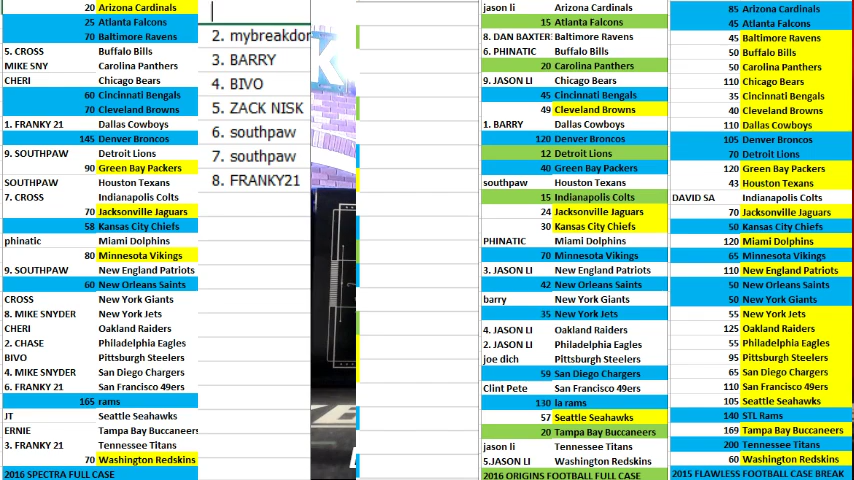 20 Arizona Cardinals
25 Atlanta Falcons
70 Baltimore Ravens
5. CROSS Buffalo Bills
MIKE SNY Carolina Panthers
CHERI Chicago Bears
60 Cincinnati Bengals
70 Cleveland Browns
1. FRANKY 21 Dallas Cowboys
145 Denver Broncos
9. SOUTHPAW Detroit Lions
90 Green Bay Packers
SOUTHPAW Houston Texans
7. CROSS Indianapolis Colts
70 Jacksonville Jaguars
58 Kansas City Chiefs
phinatic Miami Dolphins
80 Minnesota Vikings
9. SOUTHPAW New England Patriots
60 New Orleans Saints
CROSS New York Giants
8. MIKE SNYDER New York Jets
CHERI Oakland Raiders
2. CHASE Philadelphia Eagles
BIVO Pittsburgh Steelers
4. MIKE SNYDER San Diego Chargers
6. FRANKY 21 San Francisco 49ers
165 rams
JT Seattle Seahawks
ERNIE Tampa Bay Buccaneers
3. FRANKY 21 Tennessee Titans
70 Washington Redskins
2016 SPECTRA FULL CASE
2. mybreakdor
3. BARRY
4. BIVO
5. ZACK NISK
6. southpaw
7. southpaw
8. FRANKY21
jason li Arizona Cardinals
15 Atlanta Falcons
8. DAN BAXTER Baltimore Ravens
6. PHINATIC Buffalo Bills
20 Carolina Panthers
9. JASON LI Chicago Bears
45 Cincinnati Bengals
49 Cleveland Browns
1. BARRY Dallas Cowboys
120 Denver Broncos
12 Detroit Lions
40 Green Bay Packers
southpaw Houston Texans
15 Indianapolis Colts
24 Jacksonville Jaguars
30 Kansas City Chiefs
PHINATIC Miami Dolphins
70 Minnesota Vikings
3. JASON LI New England Patriots
42 New Orleans Saints
barry New York Giants
35 New York Jets
4. JASON LI Oakland Raiders
2. JASON LI Philadelphia Eagles
joe dich Pittsburgh Steelers
59 San Diego Chargers
Clint Pete San Francisco 49ers
130 la rams
57 Seattle Seahawks
20 Tampa Bay Buccaneers
jason li Tennessee Titans
5.JASON LI Washington Redskins
2016 ORIGINS FOOTBALL FULL CASE
85 Arizona Cardinals
45 Atlanta Falcons
45 Baltimore Ravens
50 Buffalo Bills
50 Carolina Panthers
110 Chicago Bears
35 Cincinnati Bengals
40 Cleveland Browns
110 Dallas Cowboys
105 Denver Broncos
70 Detroit Lions
120 Green Bay Packers
43 Houston Texans
DAVID SA Indianapolis Colts
70 Jacksonville Jaguars
50 Kansas City Chiefs
120 Miami Dolphins
65 Minnesota Vikings
110 New England Patriots
50 New Orleans Saints
50 New York Giants
55 New York Jets
125 Oakland Raiders
55 Philadelphia Eagles
95 Pittsburgh Steelers
65 San Diego Chargers
110 San Francisco 49ers
105 Seattle Seahawks
140 STL Rams
169 Tampa Bay Buccaneers
200 Tennessee Titans
60 Washington Redskins
2015 FLAWLESS FOOTBALL CASE BREAK